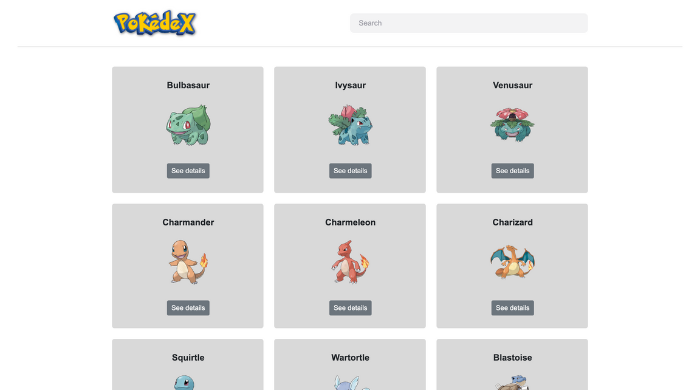 PoKédeX
Search
Bulbasaur
Ivysaur
Venusaur
See details
See details
See details
Charmander
Charmeleon
Charizard
See details
See details
See details
Squirtle
Wartortle
Blastoise